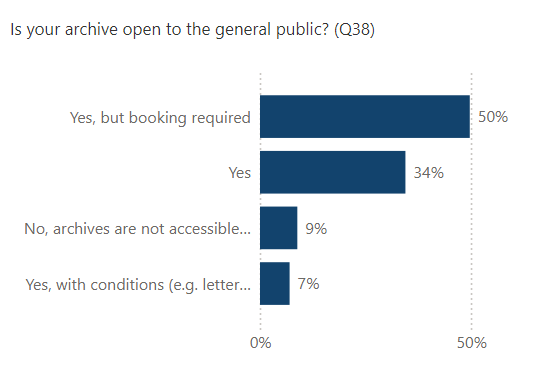 Is your archive open to the general public? (Q38)
Yes, but booking required 50%
Yes 34%
No, archives are not accessible... 9%
Yes, with conditions (e.g. letter... 7%
0% 50%